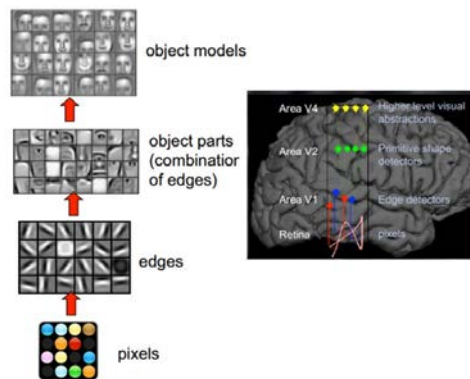 object models
object parts
(combination
of edges)
edges
pixels
Area V4
Higher level visual
abstractions
Area V2
Primitive shape
detectors
Area V1
Edge detectors
Retina
pixels